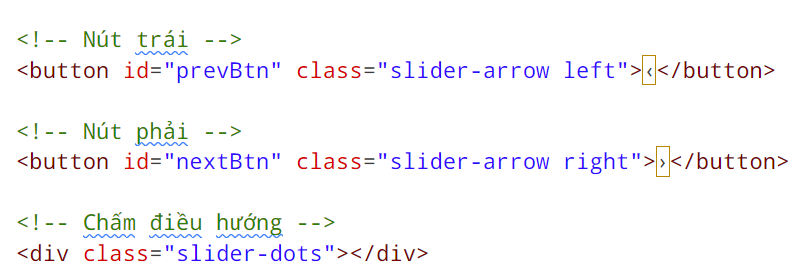 <!-- Nút trái -->
<button id="prevBtn" class="slider-arrow left">‹</button>
<!-- Nút phải -->
<button id="nextBtn" class="slider-arrow right">›</button>
<!-- Chấm điều hướng -->
<div class="slider-dots"></div>